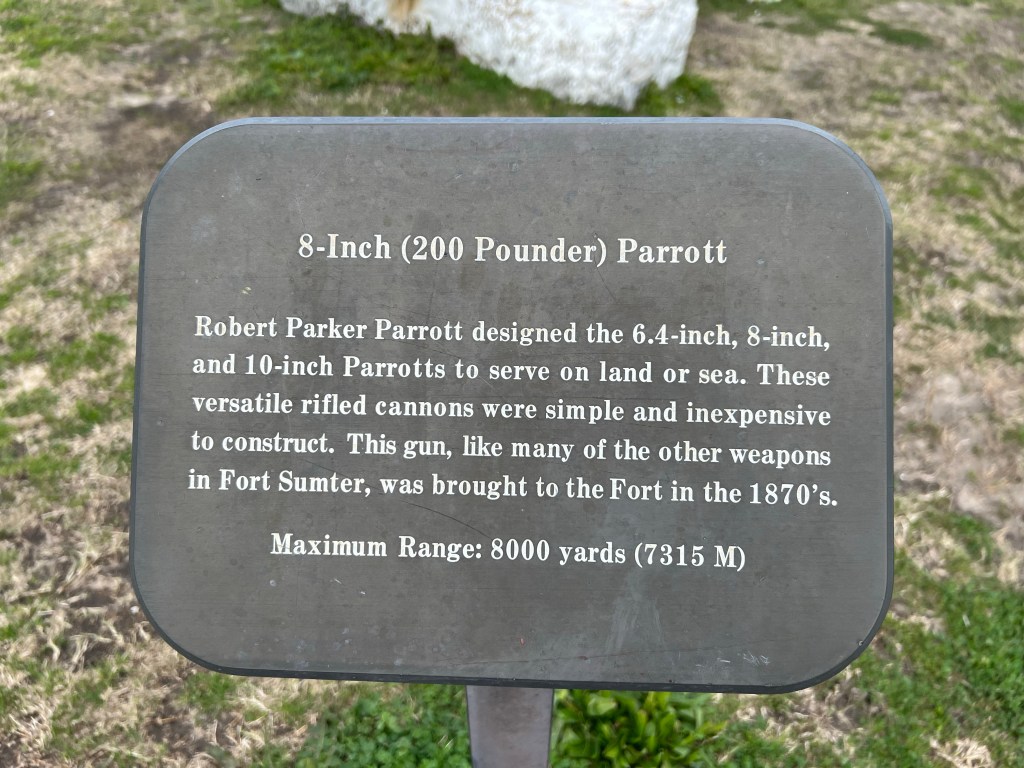 8-Inch (200 Pounder) Parrott
Robert Parker Parrott designed the 6.4-inch, 8-inch,
and 10-inch Parrotts to serve on land or sea. These
versatile rifled cannons were simple and inexpensive
to construct. This gun, like many of the other weapons
in Fort Sumter, was brought to the Fort in the 1870's.
Maximum Range: 8000 yards (7315 M)